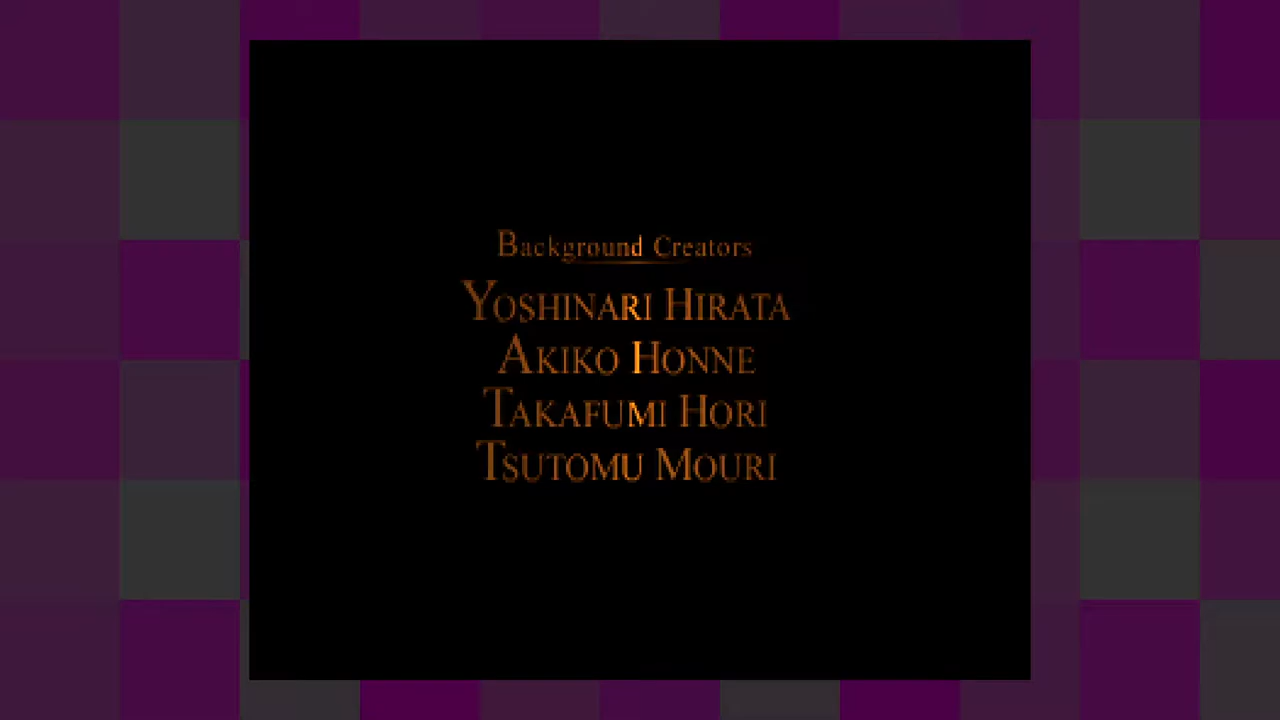 Background Creators
Yoshinari Hirata
Akiko Honne
Takafumi Hori
Tsutomu Mouri